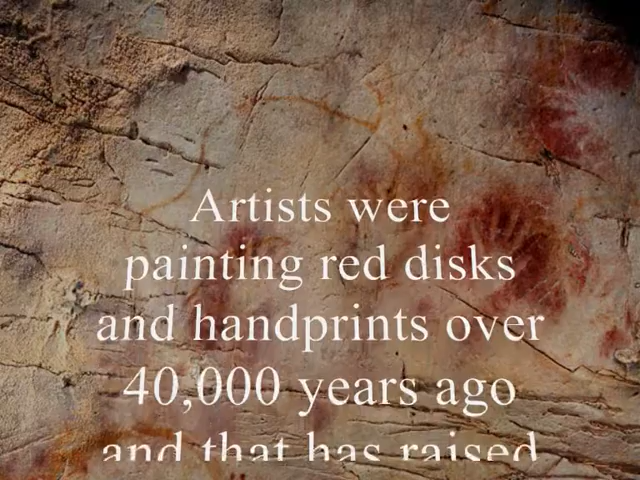 Artists were
painting red disks
and handprints over
40,000 years ago
and that has raised